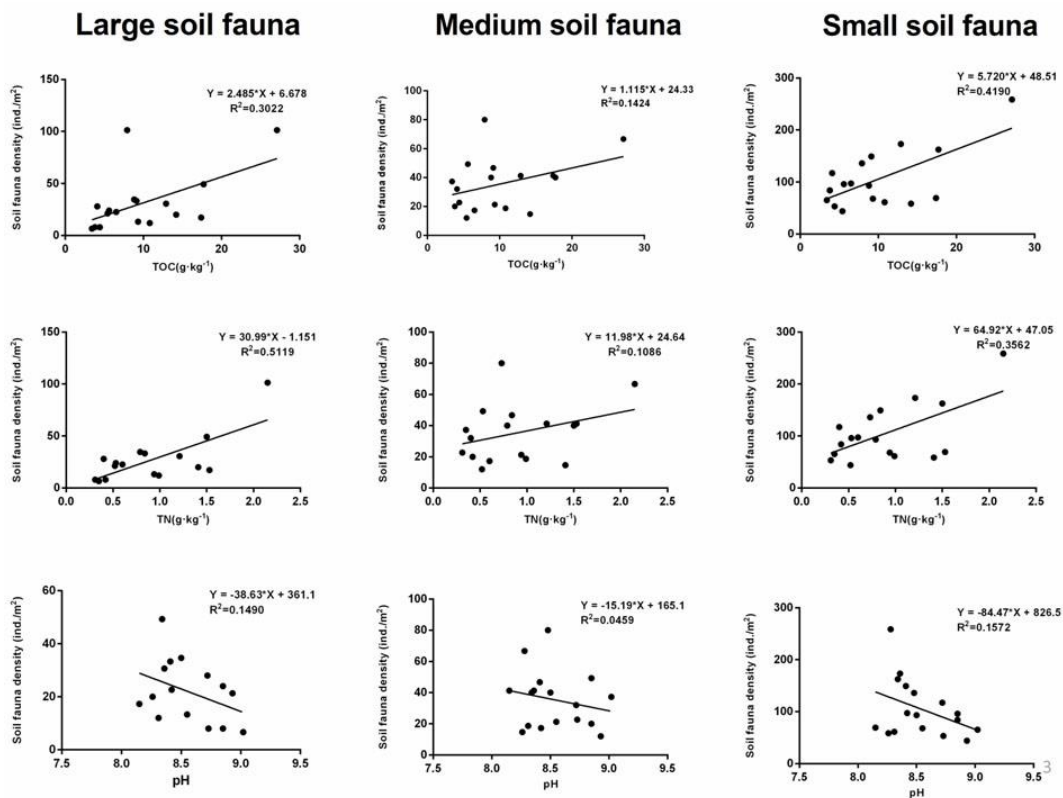 Large soil fauna
Medium soil fauna
Small soil fauna
Y = 2.485*X + 6.678
R²=0.3022
Soil fauna density (ind./m²)
150
100
50
0
0 10 20 30
TOC(g·kg⁻¹)
Y = 1.115*X + 24.33
R²=0.1424
Soil fauna density (ind./m²)
100
80
60
40
20
0
0 10 20 30
TOC(g·kg⁻¹)
Y = 5.720*X + 48.51
R²=0.4190
Soil fauna density (ind./m²)
300
200
100
0
0 10 20 30
TOC(g·kg⁻¹)
Y = 30.99*X - 1.151
R²=0.5119
Soil fauna density (ind./m²)
150
100
50
0
0.0 0.5 1.0 1.5 2.0 2.5
TN(g·kg⁻¹)
Y = 11.98*X + 24.64
R²=0.1086
Soil fauna density (ind./m²)
100
80
60
40
20
0
0.0 0.5 1.0 1.5 2.0 2.5
TN(g·kg⁻¹)
Y = 64.92*X + 47.05
R²=0.3562
Soil fauna density (ind./m²)
300
200
100
0
0.0 0.5 1.0 1.5 2.0 2.5
TN(g·kg⁻¹)
Y = -38.63*X + 361.1
R²=0.1490
Soil fauna density (ind./m²)
60
40
20
0
7.5 8.0 8.5 9.0 9.5
pH
Y = -15.19*X + 165.1
R²=0.0459
Soil fauna density (ind./m²)
100
80
60
40
20
0
7.5 8.0 8.5 9.0 9.5
pH
Y = -84.47*X + 826.5
R²=0.1572
Soil fauna density (ind./m²)
300
200
100
0
7.5 8.0 8.5 9.0 9.5
pH
3